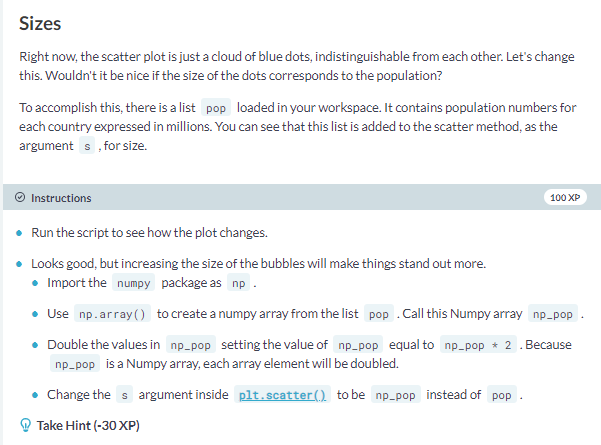 Sizes
Right now, the scatter plot is just a cloud of blue dots, indistinguishable from each other. Let's change
this. Wouldn't it be nice if the size of the dots corresponds to the population?
To accomplish this, there is a list pop loaded in your workspace. It contains population numbers for
each country expressed in millions. You can see that this list is added to the scatter method, as the
argument s , for size.
Instructions
100 XP
Run the script to see how the plot changes.
Looks good, but increasing the size of the bubbles will make things stand out more.
Import the numpy package as np .
Use np.array() to create a numpy array from the list pop . Call this Numpy array np_pop .
Double the values in np_pop setting the value of np_pop equal to np_pop * 2 . Because
np_pop is a Numpy array, each array element will be doubled.
Change the s argument inside plt.scatter() to be np_pop instead of pop .
Take Hint (-30 XP)